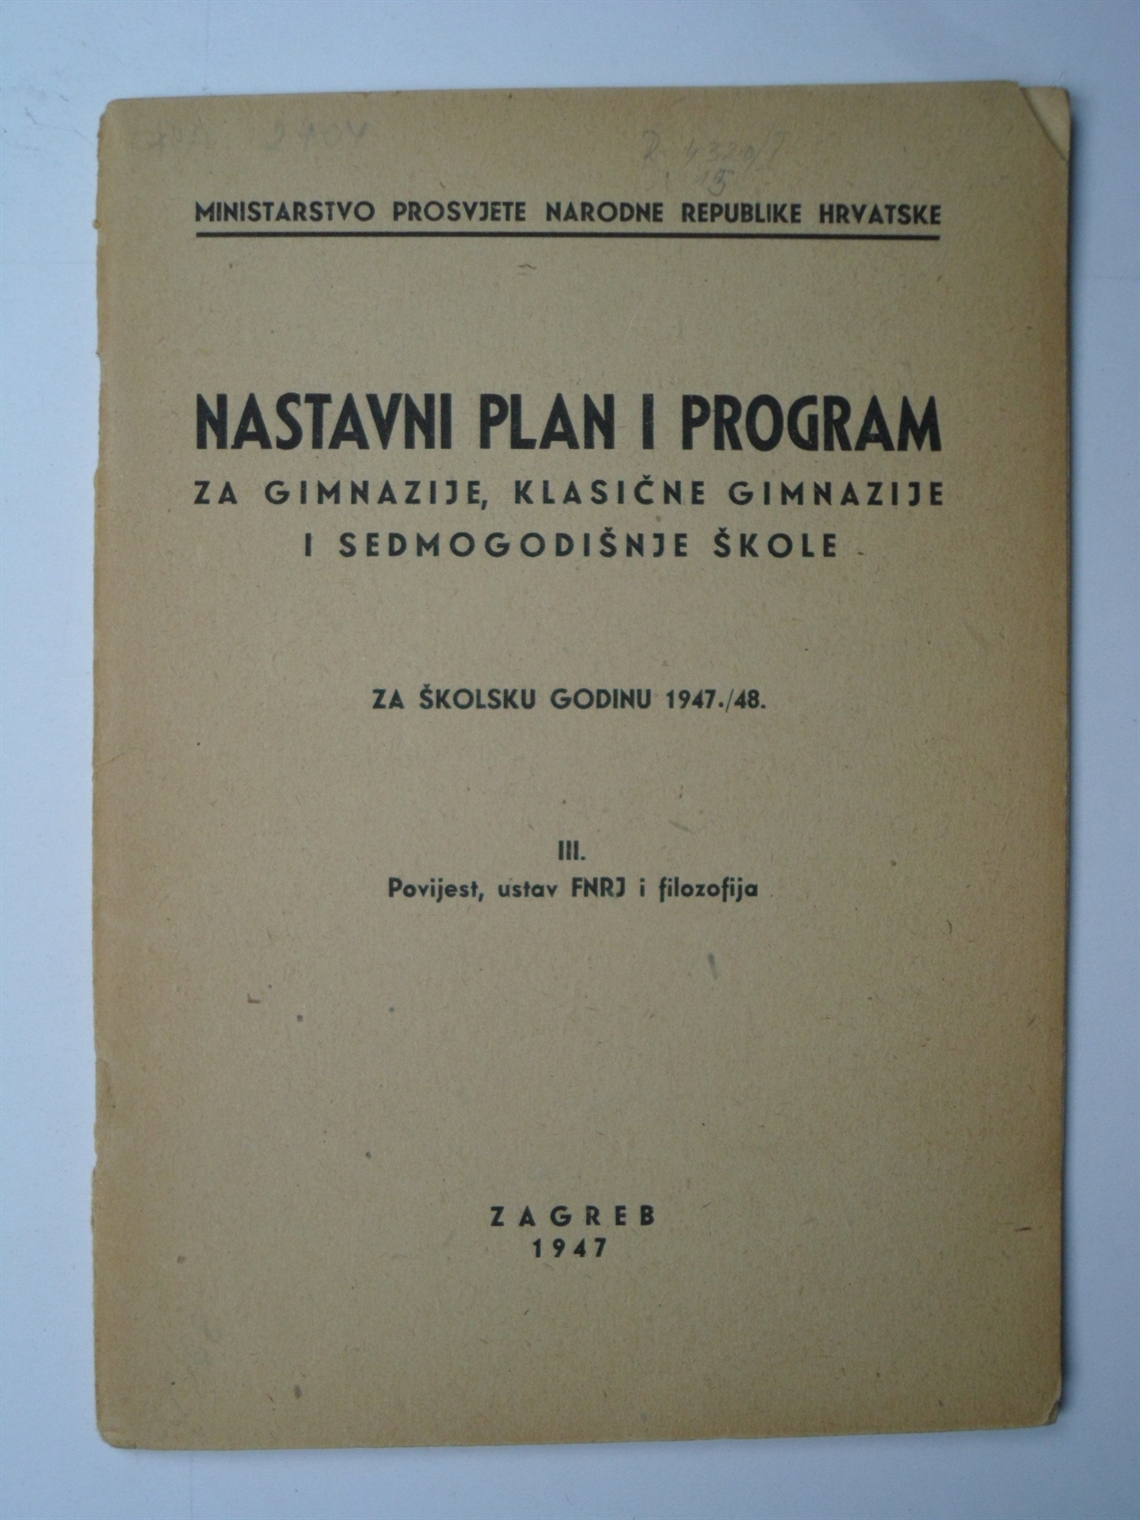 MINISTARSTVO PROSVJETE NARODNE REPUBLIKE HRVATSKE
NASTAVNI PLAN I PROGRAM
ZA GIMNAZIJE, KLASIČNE GIMNAZIJE
I SEDMOGODIŠNJE ŠKOLE
ZA ŠKOLSKU GODINU 1947./48.
III.
Povijest, ustav FNRJ i filozofija
ZAGREB
1947